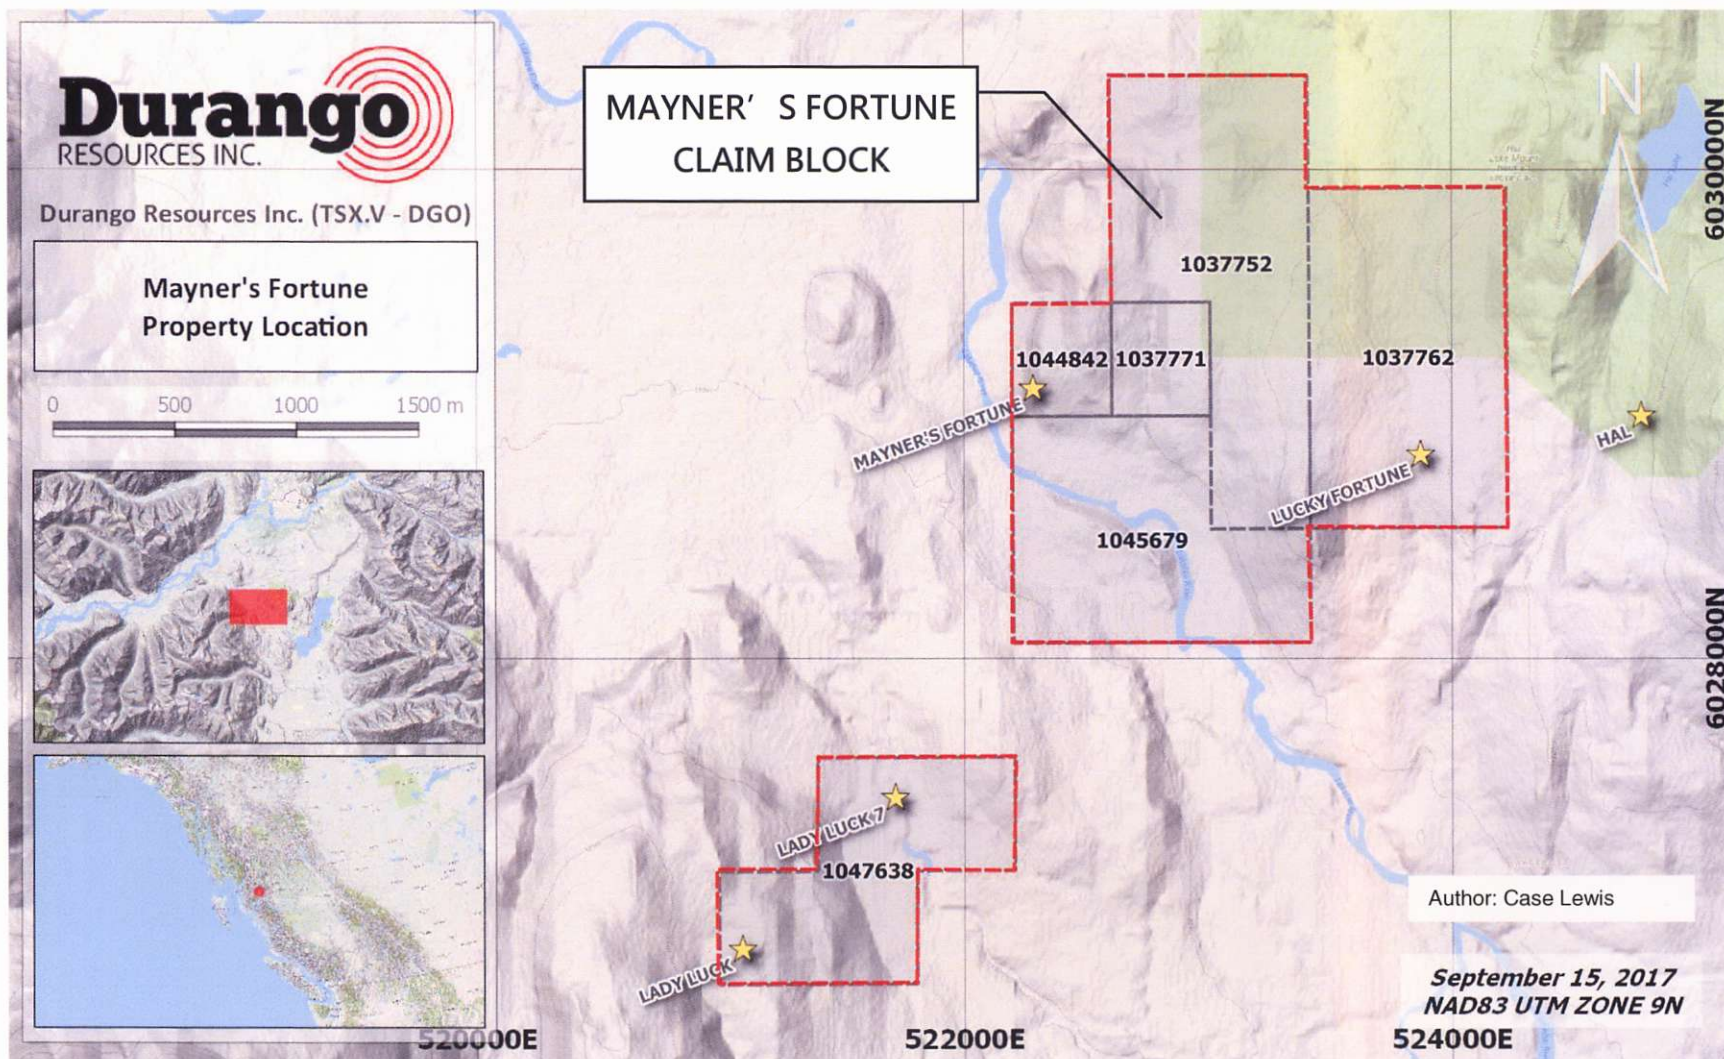 Durango
RESOURCES INC.
Durango Resources Inc. (TSX.V - DGO)
Mayner's Fortune
Property Location
0 500 1000 1500 m
MAYNER' S FORTUNE
CLAIM BLOCK
N
6030000N
1037752
1044842
1037771
1037762
MAYNER'S FORTUNE
HAL
LUCKY FORTUNE
1045679
6028000N
LADY LUCK 7
1047638
LADY LUCK
Author: Case Lewis
September 15, 2017
NAD83 UTM ZONE 9N
520000E
522000E
524000E